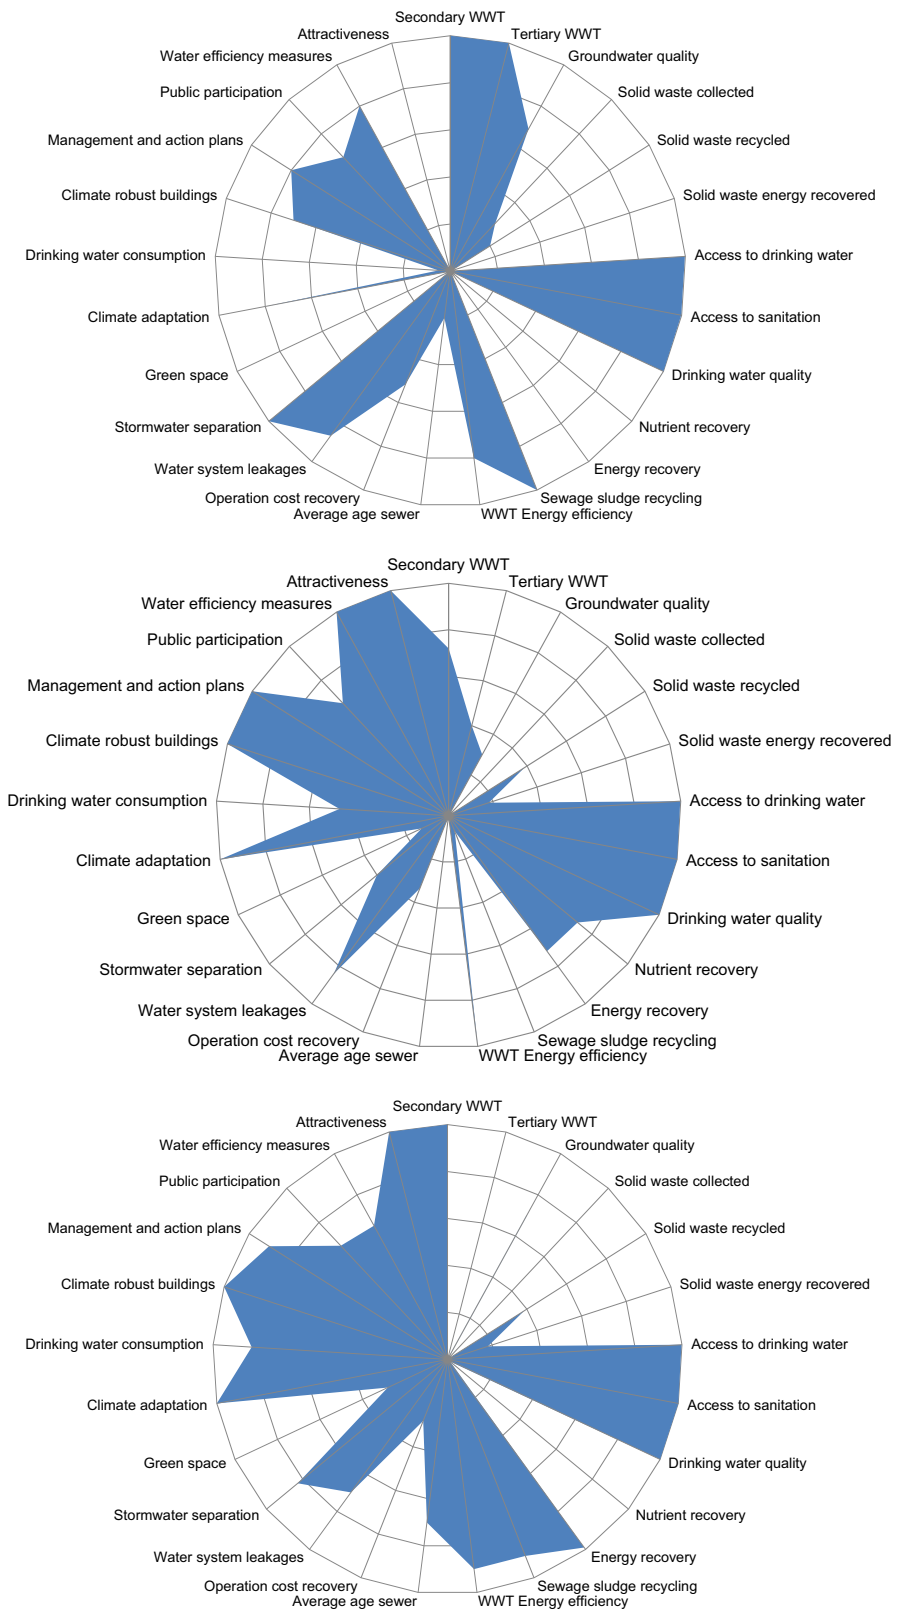 Secondary WWT
Attractiveness
Tertiary WWT
Water efficiency measures
Groundwater quality
Public participation
Solid waste collected
Management and action plans
Solid waste recycled
Climate robust buildings
Solid waste energy recovered
Drinking water consumption
Access to drinking water
Climate adaptation
Access to sanitation
Green space
Drinking water quality
Stormwater separation
Nutrient recovery
Water system leakages
Energy recovery
Operation cost recovery
Sewage sludge recycling
Average age sewer
WWT Energy efficiency
Secondary WWT
Attractiveness
Tertiary WWT
Water efficiency measures
Groundwater quality
Public participation
Solid waste collected
Management and action plans
Solid waste recycled
Climate robust buildings
Solid waste energy recovered
Drinking water consumption
Access to drinking water
Climate adaptation
Access to sanitation
Green space
Drinking water quality
Stormwater separation
Nutrient recovery
Water system leakages
Energy recovery
Operation cost recovery
Sewage sludge recycling
Average age sewer
WWT Energy efficiency
Secondary WWT
Attractiveness
Tertiary WWT
Water efficiency measures
Groundwater quality
Public participation
Solid waste collected
Management and action plans
Solid waste recycled
Climate robust buildings
Solid waste energy recovered
Drinking water consumption
Access to drinking water
Climate adaptation
Access to sanitation
Green space
Drinking water quality
Stormwater separation
Nutrient recovery
Water system leakages
Energy recovery
Operation cost recovery
Sewage sludge recycling
Average age sewer
WWT Energy efficiency